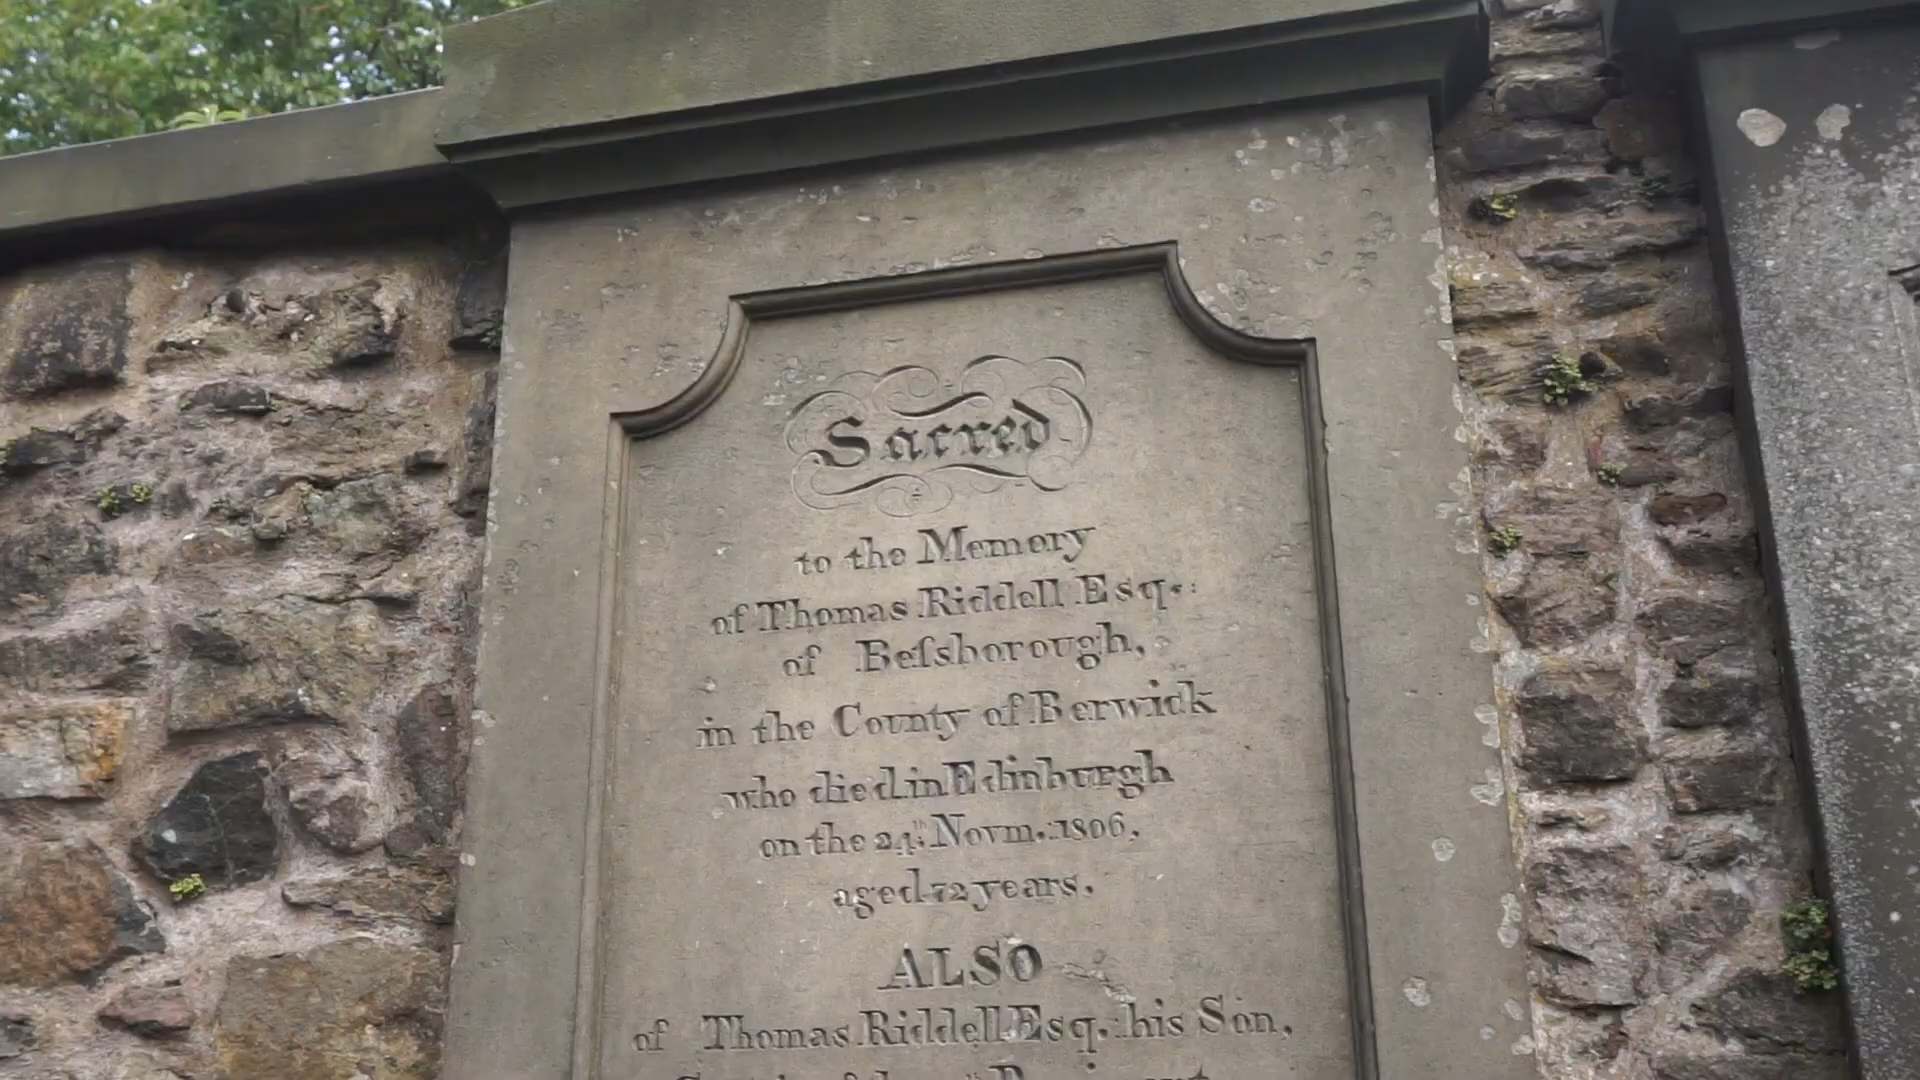 Sacred
to the Memory
of Thomas Riddell Esq.:
of Beſsborough,
in the County of Berwick
who died in Edinburgh
on the 24th Novm.: 1806,
aged 72 years.
ALSO
of Thomas Riddell Esq.: his Son,